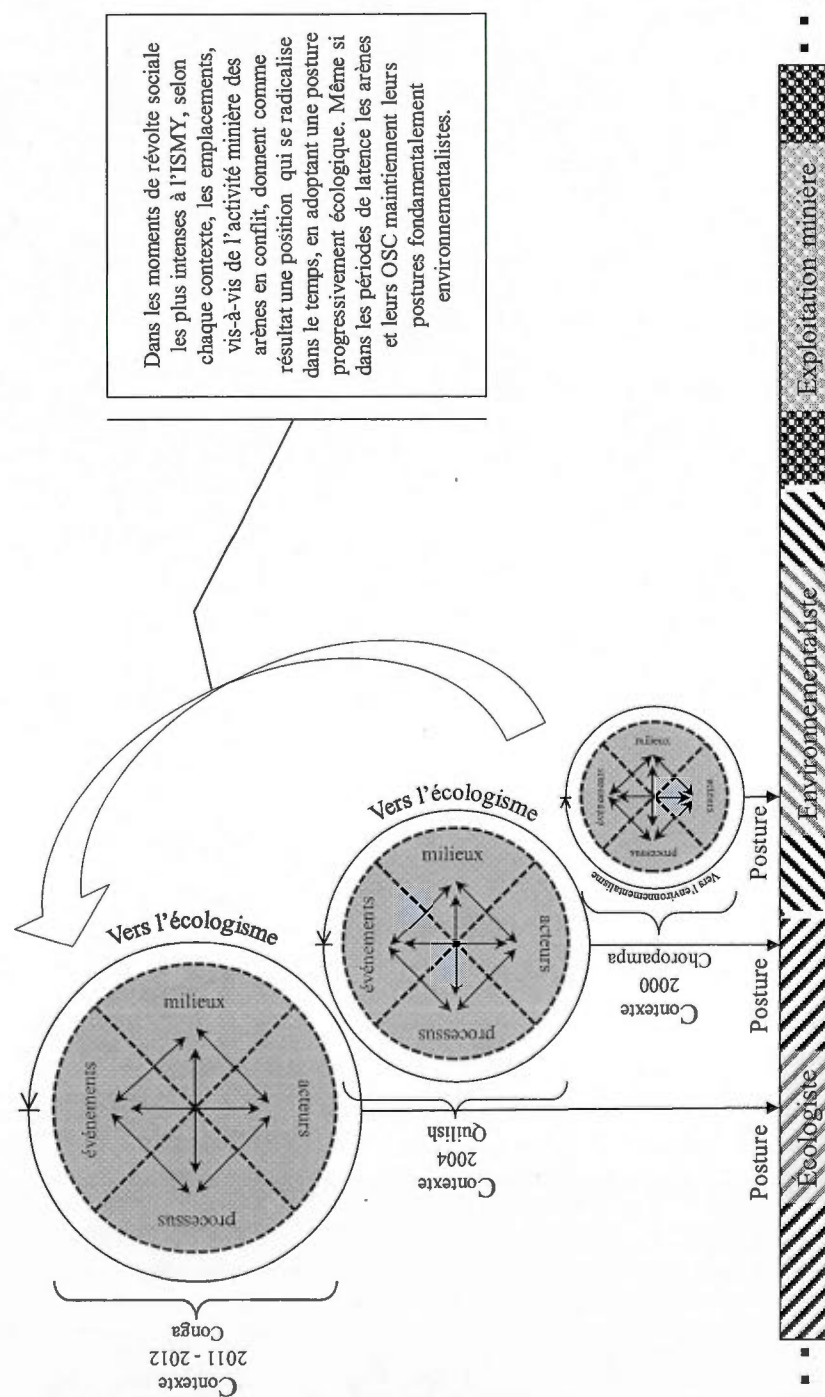 Dans les moments de révolte sociale
les plus intenses à l'ISMY, selon
chaque contexte, les emplacements,
vis-à-vis de l'activité minière des
arènes en conflit, donnent comme
résultat une position qui se radicalise
dans le temps, en adoptant une posture
progressivement écologique. Même si
dans les périodes de latence les arènes
et leurs OSC maintiennent leurs
postures fondamentalement
environnementalistes.
Vers l'écologisme
événements
milieux
processus
acteurs
Contexte
2011 - 2012
Conga
Vers l'écologisme
événements
milieux
processus
acteurs
Contexte
2004
Quilish
Vers l'environnementalisme
événements
milieux
processus
acteurs
Contexte
2000
Choropampa
Posture
Posture
Posture
Écologiste
Environnementaliste
Exploitation minière